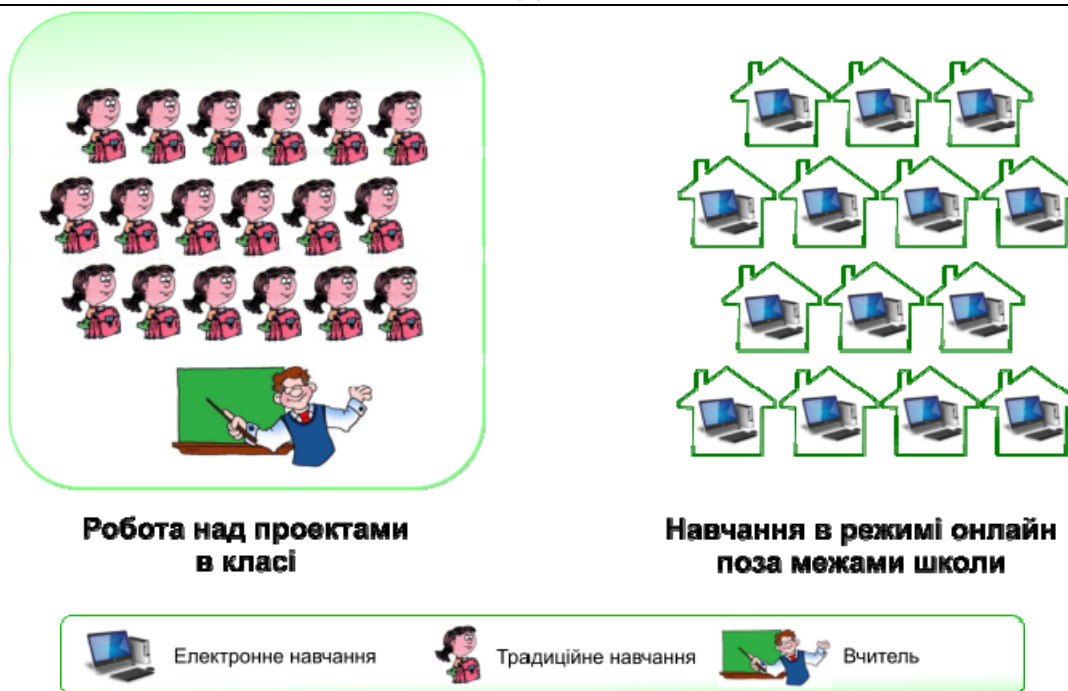 Робота над проектами
в класі
Навчання в режимі онлайн
поза межами школи
Електронне навчання
Традиційне навчання
Вчитель